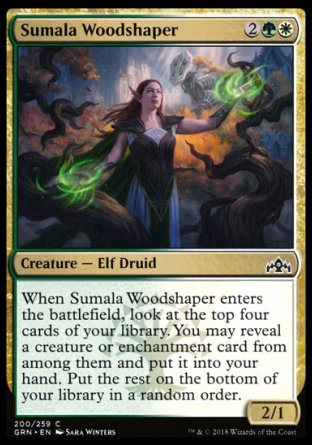 Sumala Woodshaper 2
Creature — Elf Druid
When Sumala Woodshaper enters
the battlefield, look at the top four
cards of your library. You may reveal
a creature or enchantment card from
among them and put it into your
hand. Put the rest on the bottom of
your library in a random order.
2/1
200/259 C
GRN • EN SARA WINTERS
™ & © 2018 Wizards of the Coast